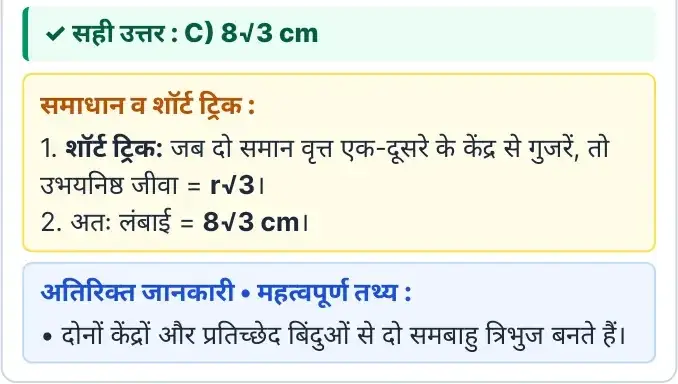 ✓ सही उत्तर : C) 8√3 cm
समाधान व शॉर्ट ट्रिक :
1. शॉर्ट ट्रिक: जब दो समान वृत्त एक-दूसरे के केंद्र से गुजरें, तो
उभयनिष्ठ जीवा = r√3।
2. अतः लंबाई = 8√3 cm।
अतिरिक्त जानकारी • महत्वपूर्ण तथ्य :
• दोनों केंद्रों और प्रतिच्छेद बिंदुओं से दो समबाहु त्रिभुज बनते हैं।